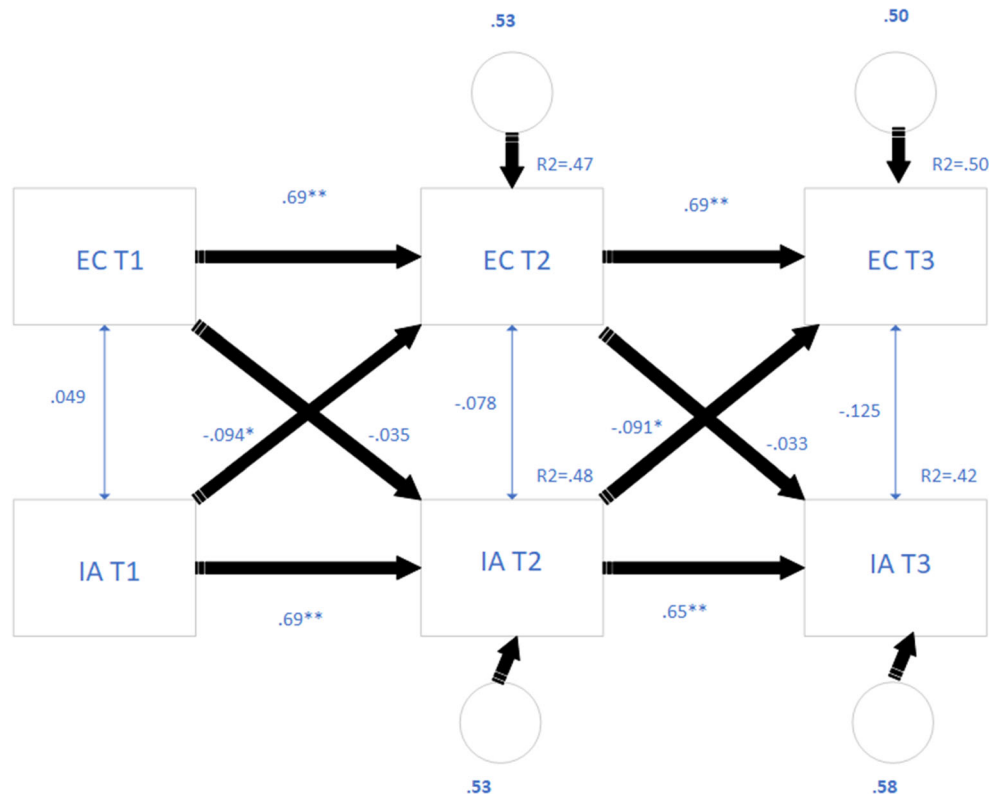 .53
.50
R2=.47
R2=.50
.69**
.69**
EC T1
EC T2
EC T3
.049
-.094*
-.035
-.078
-.091*
-.033
-.125
R2=.48
R2=.42
IA T1
IA T2
IA T3
.69**
.65**
.53
.58